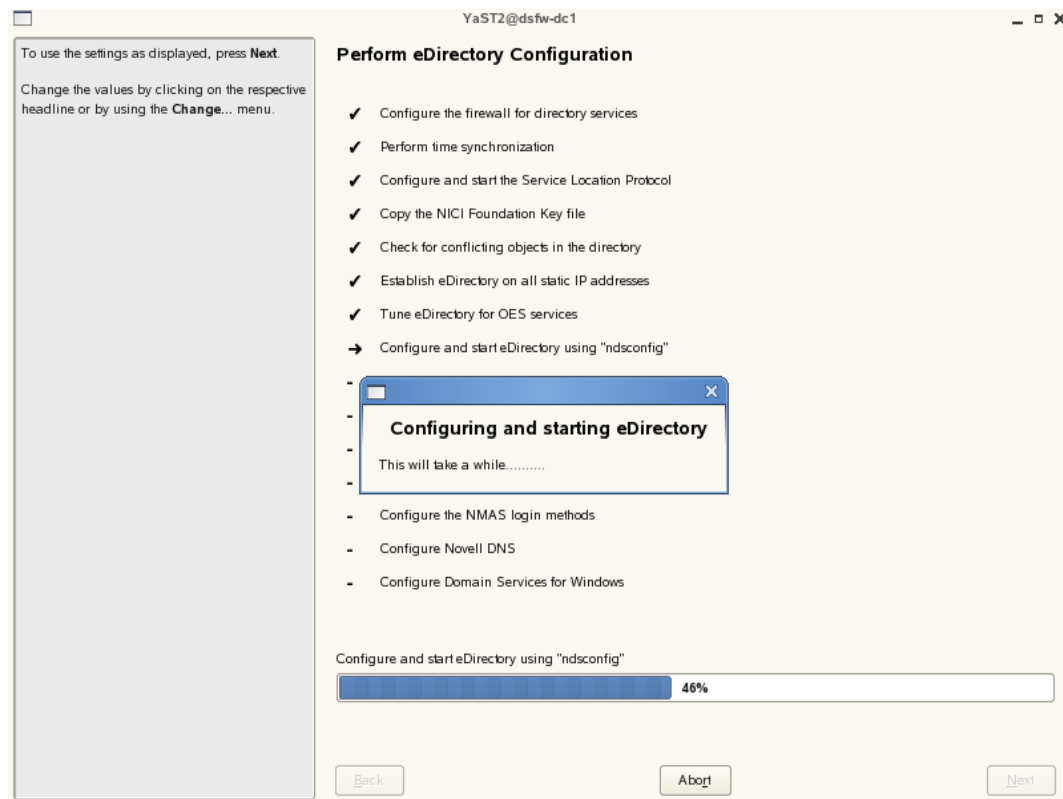 YaST2@dsfw-dc1
To use the settings as displayed, press Next.
Change the values by clicking on the respective
headline or by using the Change... menu.
Perform eDirectory Configuration
Configure the firewall for directory services
Perform time synchronization
Configure and start the Service Location Protocol
Copy the NICI Foundation Key file
Check for conflicting objects in the directory
Establish eDirectory on all static IP addresses
Tune eDirectory for OES services
Configure and start eDirectory using "ndsconfig"
Configuring and starting eDirectory
This will take a while..........
Configure the NMAS login methods
Configure Novell DNS
Configure Domain Services for Windows
Configure and start eDirectory using "ndsconfig"
46%
Back
Abort
Next